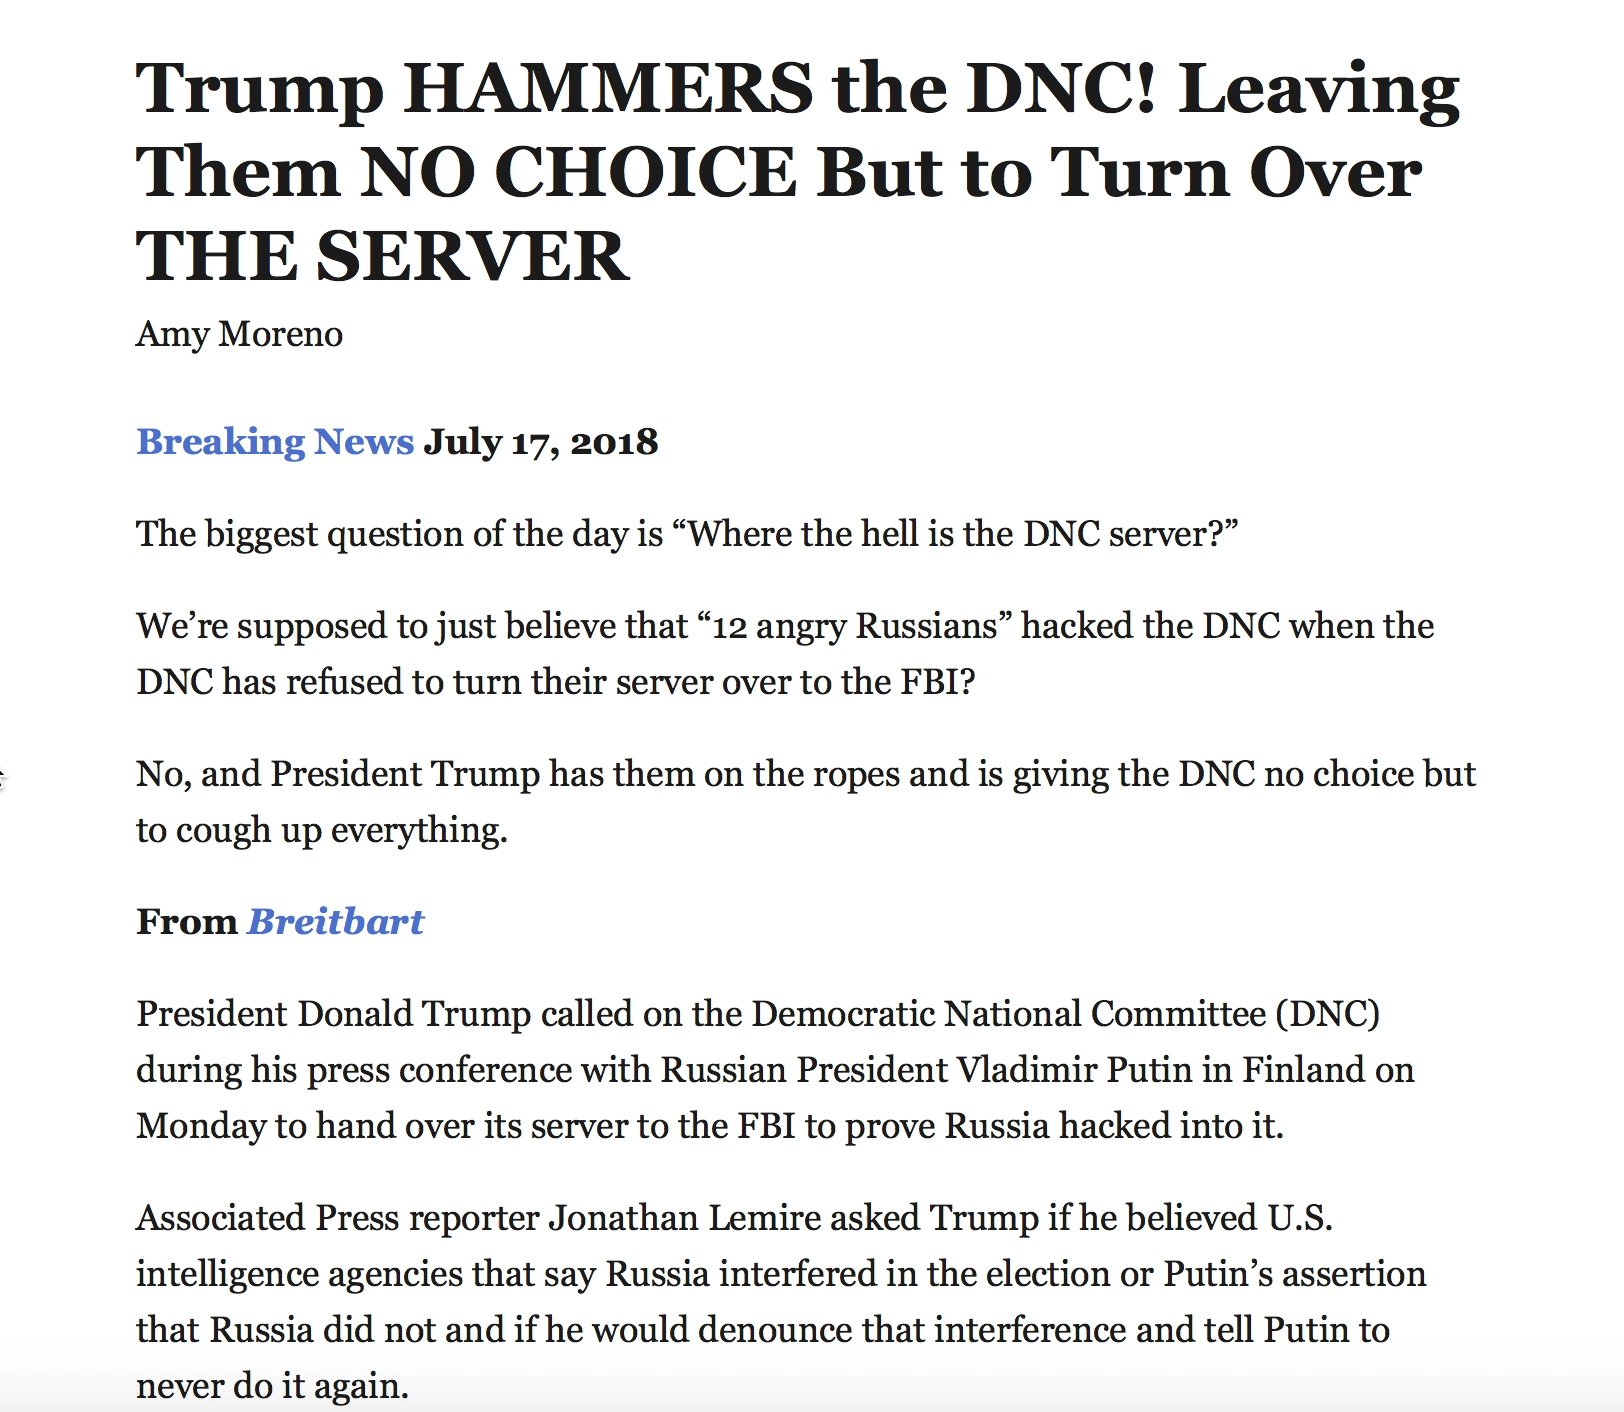 Trump HAMMERS the DNC! Leaving
Them NO CHOICE But to Turn Over
THE SERVER
Amy Moreno
Breaking News July 17, 2018
The biggest question of the day is “Where the hell is the DNC server?”
We’re supposed to just believe that “12 angry Russians” hacked the DNC when the
DNC has refused to turn their server over to the FBI?
No, and President Trump has them on the ropes and is giving the DNC no choice but
to cough up everything.
From Breitbart
President Donald Trump called on the Democratic National Committee (DNC)
during his press conference with Russian President Vladimir Putin in Finland on
Monday to hand over its server to the FBI to prove Russia hacked into it.
Associated Press reporter Jonathan Lemire asked Trump if he believed U.S.
intelligence agencies that say Russia interfered in the election or Putin’s assertion
that Russia did not and if he would denounce that interference and tell Putin to
never do it again.